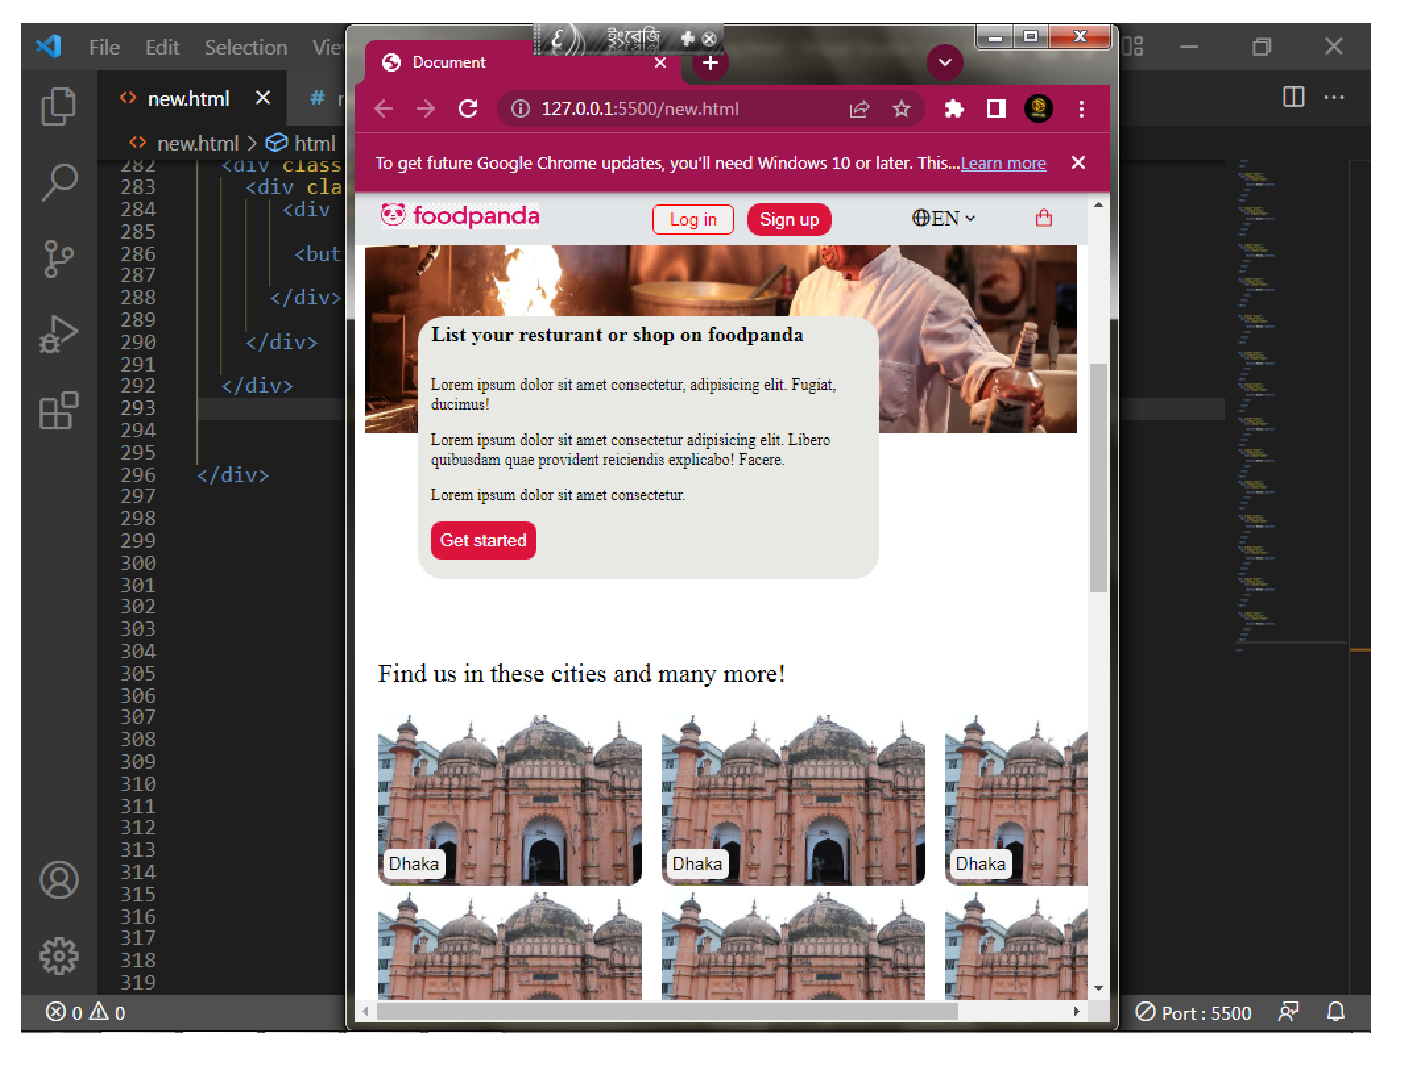 File Edit Selection
ইংরেজি
Document
new.html
127.0.0.1:5500/new.html
new.html > html
To get future Google Chrome updates, you'll need Windows 10 or later. This...Learn more
282 <div class
283 <div cla
284 <div
285
286 <but
287
288 </div>
289
290 </div>
291
292 </div>
293
294
295
296 </div>
297
298
299
300
301
302
303
304
305
306
307
308
309
310
311
312
313
314
315
316
317
318
319
foodpanda
Log in
Sign up
EN
List your resturant or shop on foodpanda
Lorem ipsum dolor sit amet consectetur, adipisicing elit. Fugiat,
ducimus!
Lorem ipsum dolor sit amet consectetur adipisicing elit. Libero
quibusdam quae provident reiciendis explicabo! Facere.
Lorem ipsum dolor sit amet consectetur.
Get started
Find us in these cities and many more!
Dhaka
Dhaka
Dhaka
0 0
Port : 5500